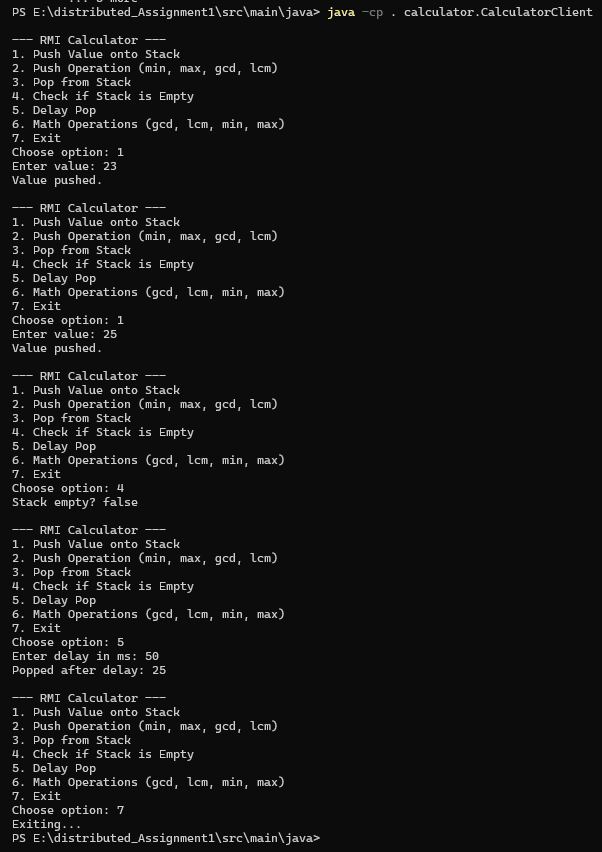 PS E:\distributed_Assignment1\src\main\java> java -cp . calculator.CalculatorClient
--- RMI Calculator ---
1. Push Value onto Stack
2. Push Operation (min, max, gcd, lcm)
3. Pop from Stack
4. Check if Stack is Empty
5. Delay Pop
6. Math Operations (gcd, lcm, min, max)
7. Exit
Choose option: 1
Enter value: 23
Value pushed.
--- RMI Calculator ---
1. Push Value onto Stack
2. Push Operation (min, max, gcd, lcm)
3. Pop from Stack
4. Check if Stack is Empty
5. Delay Pop
6. Math Operations (gcd, lcm, min, max)
7. Exit
Choose option: 1
Enter value: 25
Value pushed.
--- RMI Calculator ---
1. Push Value onto Stack
2. Push Operation (min, max, gcd, lcm)
3. Pop from Stack
4. Check if Stack is Empty
5. Delay Pop
6. Math Operations (gcd, lcm, min, max)
7. Exit
Choose option: 4
Stack empty? false
--- RMI Calculator ---
1. Push Value onto Stack
2. Push Operation (min, max, gcd, lcm)
3. Pop from Stack
4. Check if Stack is Empty
5. Delay Pop
6. Math Operations (gcd, lcm, min, max)
7. Exit
Choose option: 5
Enter delay in ms: 50
Popped after delay: 25
--- RMI Calculator ---
1. Push Value onto Stack
2. Push Operation (min, max, gcd, lcm)
3. Pop from Stack
4. Check if Stack is Empty
5. Delay Pop
6. Math Operations (gcd, lcm, min, max)
7. Exit
Choose option: 7
Exiting...
PS E:\distributed_Assignment1\src\main\java>